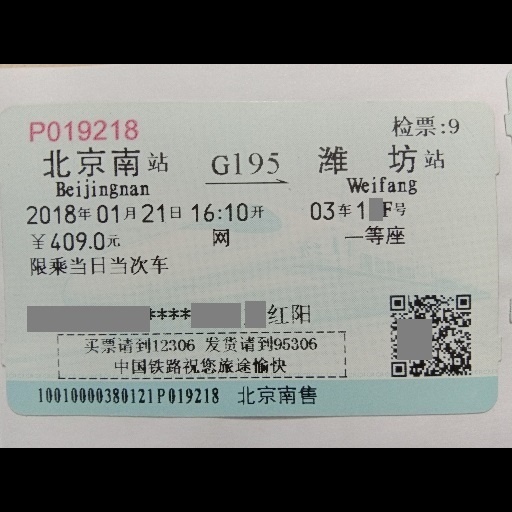 P019218 检票:9
北京南站 G195 潍坊站
Beijingnan Weifang
2018年01月21日 16:10开 03车1 F号
￥409.0元 网 一等座
限乘当日当次车
**** 红阳
买票请到12306 发货请到95306
中国铁路祝您旅途愉快
10010000380121P019218 北京南售